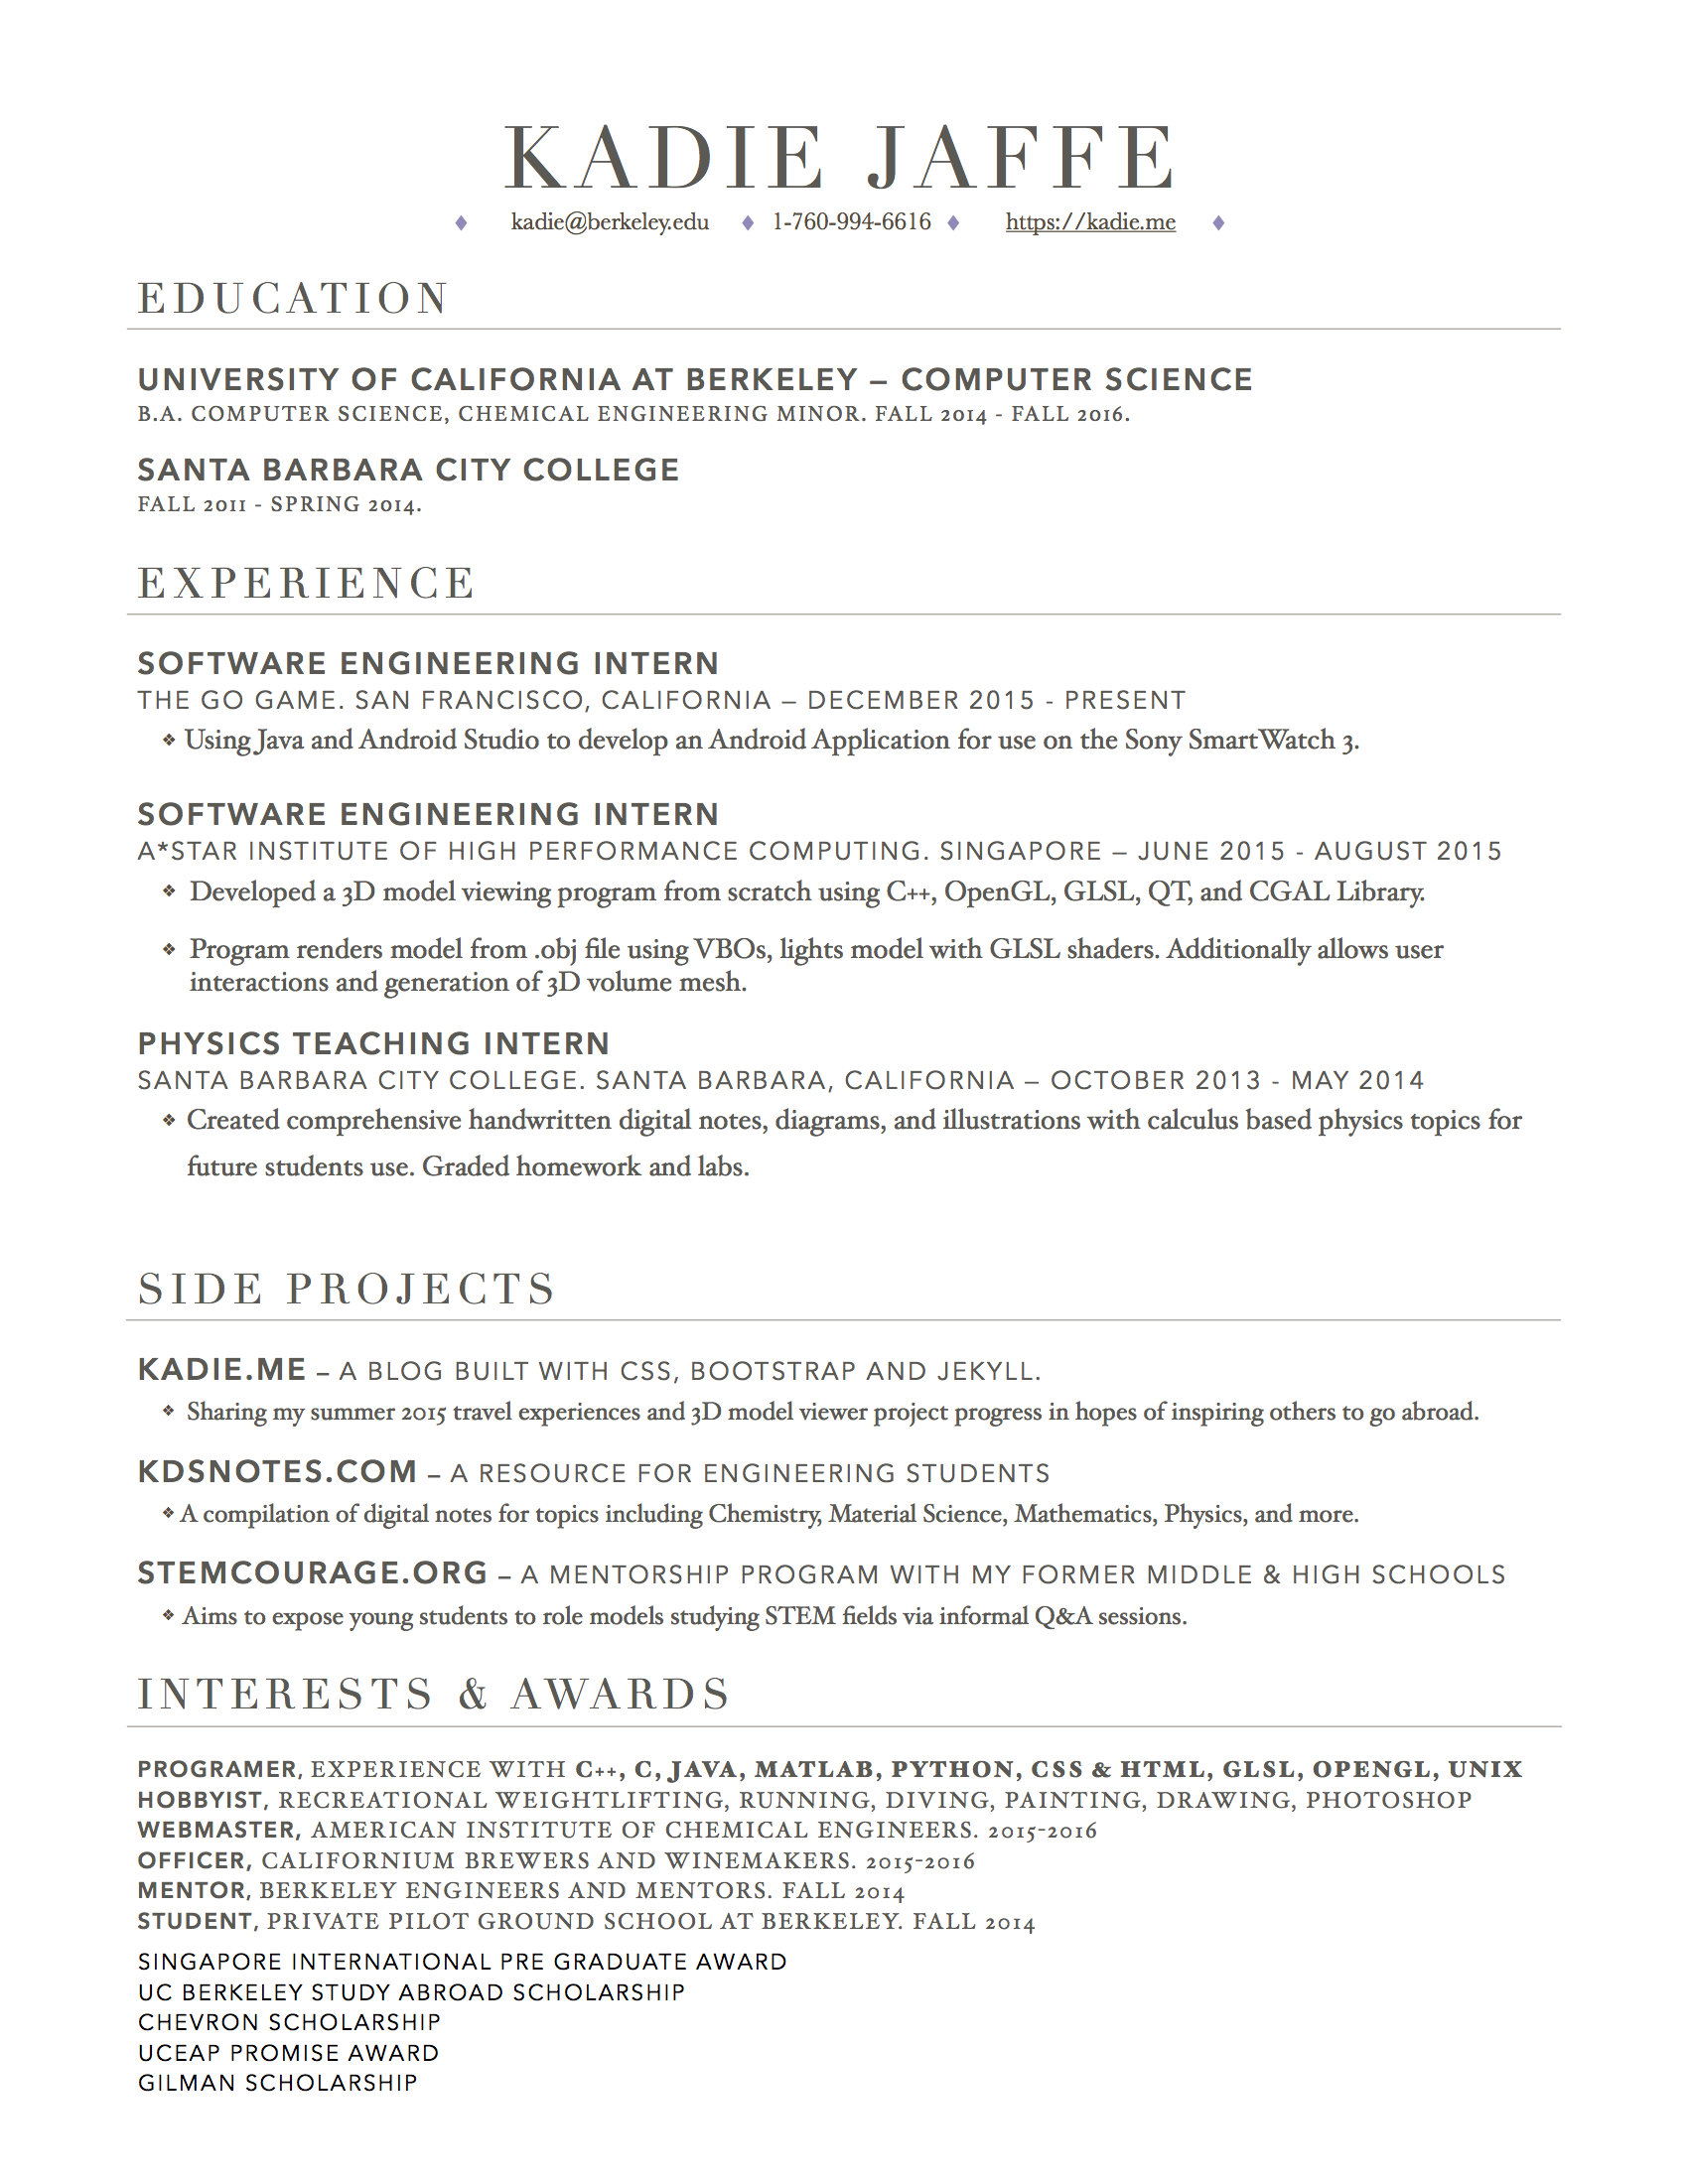 KADIE JAFFE
♦ kadie@berkeley.edu ♦ 1-760-994-6616 ♦ https://kadie.me ♦
EDUCATION
UNIVERSITY OF CALIFORNIA AT BERKELEY – COMPUTER SCIENCE
B.A. COMPUTER SCIENCE, CHEMICAL ENGINEERING MINOR. FALL 2014 - FALL 2016.
SANTA BARBARA CITY COLLEGE
FALL 2011 - SPRING 2014.
EXPERIENCE
SOFTWARE ENGINEERING INTERN
THE GO GAME. SAN FRANCISCO, CALIFORNIA – DECEMBER 2015 - PRESENT
❖ Using Java and Android Studio to develop an Android Application for use on the Sony SmartWatch 3.
SOFTWARE ENGINEERING INTERN
A*STAR INSTITUTE OF HIGH PERFORMANCE COMPUTING. SINGAPORE – JUNE 2015 - AUGUST 2015
❖ Developed a 3D model viewing program from scratch using C++, OpenGL, GLSL, QT, and CGAL Library.
❖ Program renders model from .obj file using VBOs, lights model with GLSL shaders. Additionally allows user
interactions and generation of 3D volume mesh.
PHYSICS TEACHING INTERN
SANTA BARBARA CITY COLLEGE. SANTA BARBARA, CALIFORNIA – OCTOBER 2013 - MAY 2014
❖ Created comprehensive handwritten digital notes, diagrams, and illustrations with calculus based physics topics for
future students use. Graded homework and labs.
SIDE PROJECTS
KADIE.ME – A BLOG BUILT WITH CSS, BOOTSTRAP AND JEKYLL.
❖ Sharing my summer 2015 travel experiences and 3D model viewer project progress in hopes of inspiring others to go abroad.
KDSNOTES.COM – A RESOURCE FOR ENGINEERING STUDENTS
❖ A compilation of digital notes for topics including Chemistry, Material Science, Mathematics, Physics, and more.
STEMCOURAGE.ORG – A MENTORSHIP PROGRAM WITH MY FORMER MIDDLE & HIGH SCHOOLS
❖ Aims to expose young students to role models studying STEM fields via informal Q&A sessions.
INTERESTS & AWARDS
PROGRAMER, EXPERIENCE WITH C++, C, JAVA, MATLAB, PYTHON, CSS & HTML, GLSL, OPENGL, UNIX
HOBBYIST, RECREATIONAL WEIGHTLIFTING, RUNNING, DIVING, PAINTING, DRAWING, PHOTOSHOP
WEBMASTER, AMERICAN INSTITUTE OF CHEMICAL ENGINEERS. 2015-2016
OFFICER, CALIFORNIUM BREWERS AND WINEMAKERS. 2015-2016
MENTOR, BERKELEY ENGINEERS AND MENTORS. FALL 2014
STUDENT, PRIVATE PILOT GROUND SCHOOL AT BERKELEY. FALL 2014
SINGAPORE INTERNATIONAL PRE GRADUATE AWARD
UC BERKELEY STUDY ABROAD SCHOLARSHIP
CHEVRON SCHOLARSHIP
UCEAP PROMISE AWARD
GILMAN SCHOLARSHIP